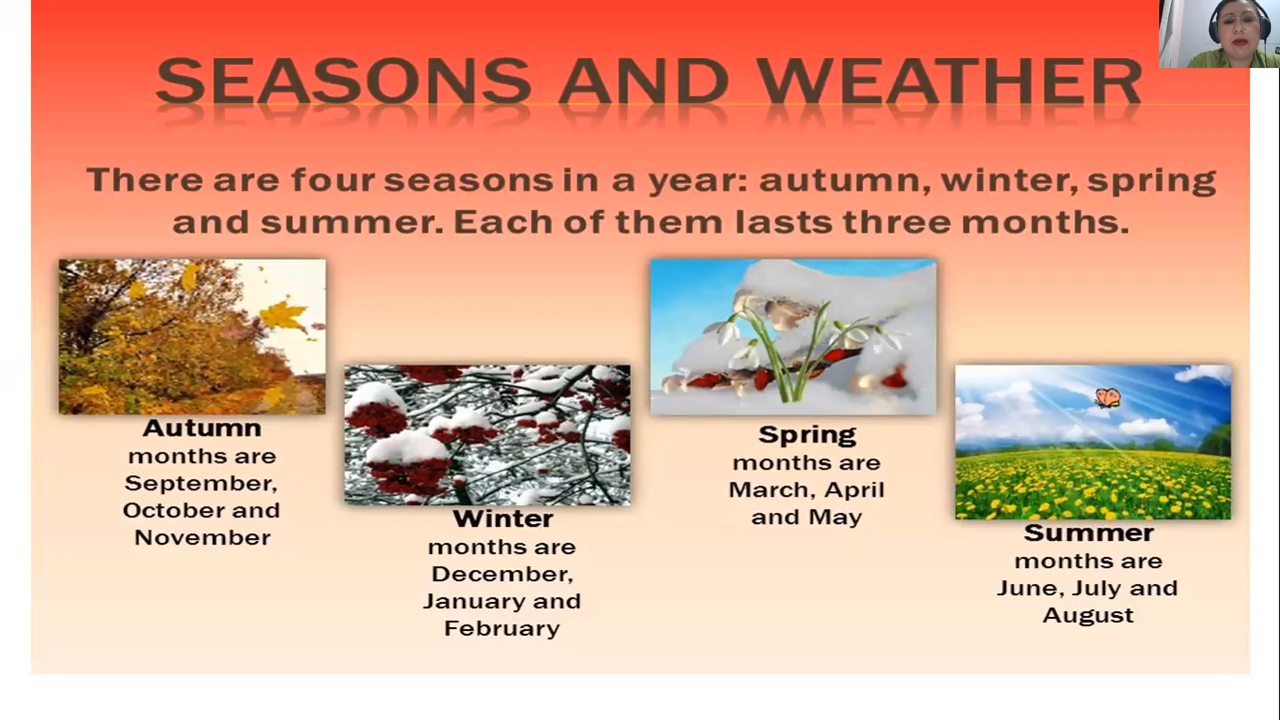 SEASONS AND WEATHER
There are four seasons in a year: autumn, winter, spring
and summer. Each of them lasts three months.
Autumn
months are
September,
October and
November
Winter
months are
December,
January and
February
Spring
months are
March, April
and May
Summer
months are
June, July and
August